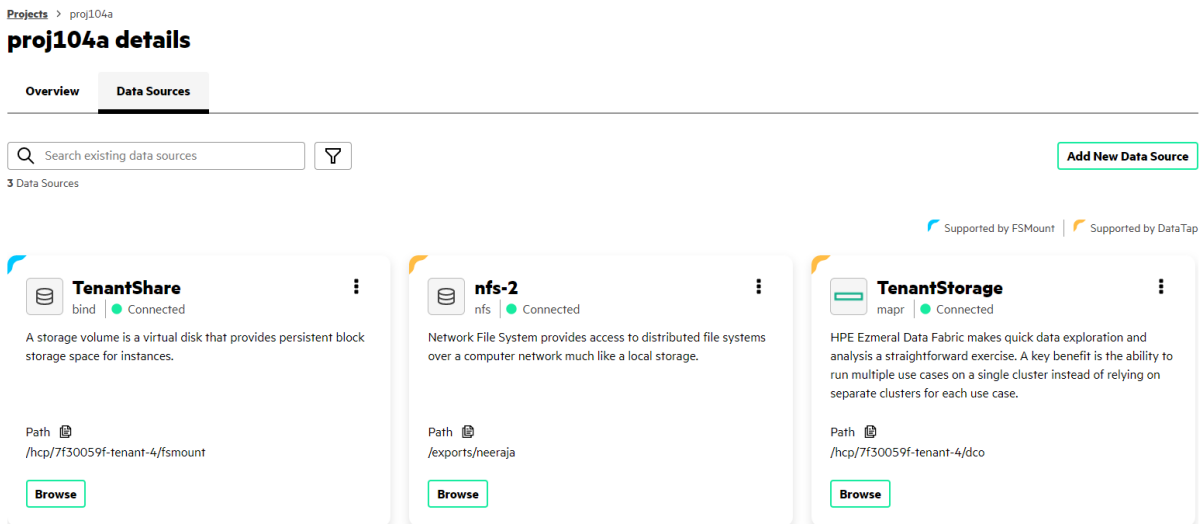 Projects > proj104a
proj104a details
Overview Data Sources
Search existing data sources
Add New Data Source
3 Data Sources
Supported by FSMount Supported by DataTap
TenantShare
bind Connected
A storage volume is a virtual disk that provides persistent block
storage space for instances.
Path
/hcp/7f30059f-tenant-4/fsmount
Browse
nfs-2
nfs Connected
Network File System provides access to distributed file systems
over a computer network much like a local storage.
Path
/exports/neeraja
Browse
TenantStorage
mapr Connected
HPE Ezmeral Data Fabric makes quick data exploration and
analysis a straightforward exercise. A key benefit is the ability to
run multiple use cases on a single cluster instead of relying on
separate clusters for each use case.
Path
/hcp/7f30059f-tenant-4/dco
Browse